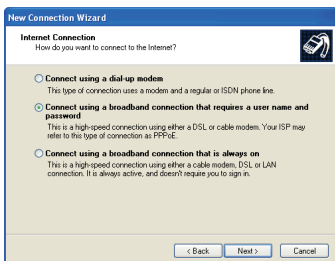 New Connection Wizard
Internet Connection
How do you want to connect to the Internet?
Connect using a dial-up modem
This type of connection uses a modem and a regular or ISDN phone line.
Connect using a broadband connection that requires a user name and
password
This is a high-speed connection using either a DSL or cable modem. Your ISP may
refer to this type of connection as PPPoE.
Connect using a broadband connection that is always on
This is a high-speed connection using either a cable modem, DSL or LAN
connection. It is always active, and doesn't require you to sign in.
< Back Next > Cancel